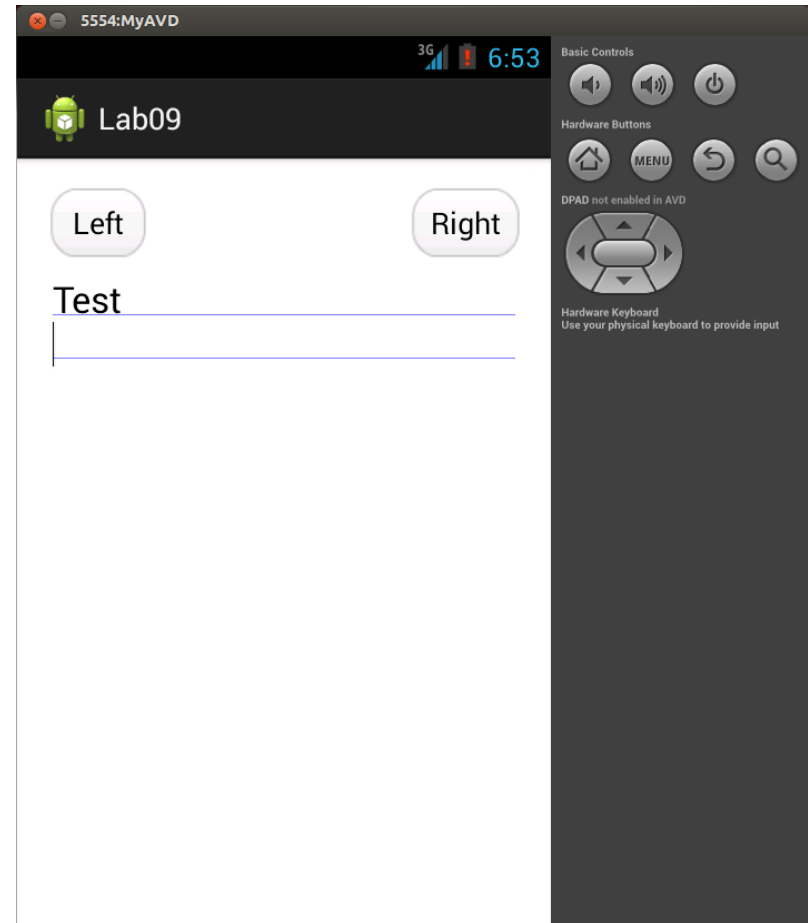 5554:MyAVD
3G 6:53
Lab09
Left Right
Test
Basic Controls
Hardware Buttons
MENU
DPAD not enabled in AVD
Hardware Keyboard
Use your physical keyboard to provide input